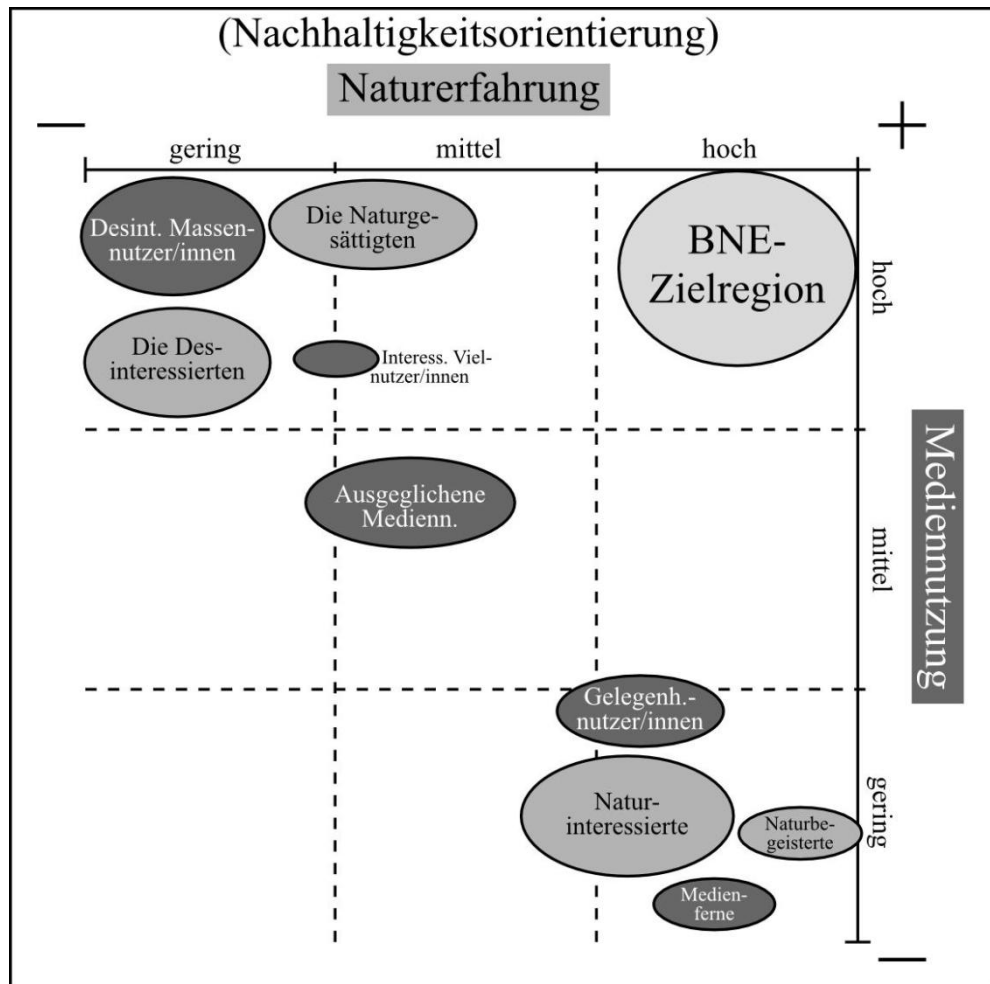 (Nachhaltigkeitsorientierung)
Naturerfahrung
— +
gering mittel hoch
Desint. Massen-
nutzer/innen
Die Naturge-
sättigten
BNE-
Zielregion
hoch
Die Des-
interessierten
Interess. Viel-
nutzer/innen
Mediennutzung
Ausgeglichene
Medienn.
mittel
Gelegenh.-
nutzer/innen
gering
Natur-
interessierte
Naturbe-
geisterte
Medien-
ferne
—